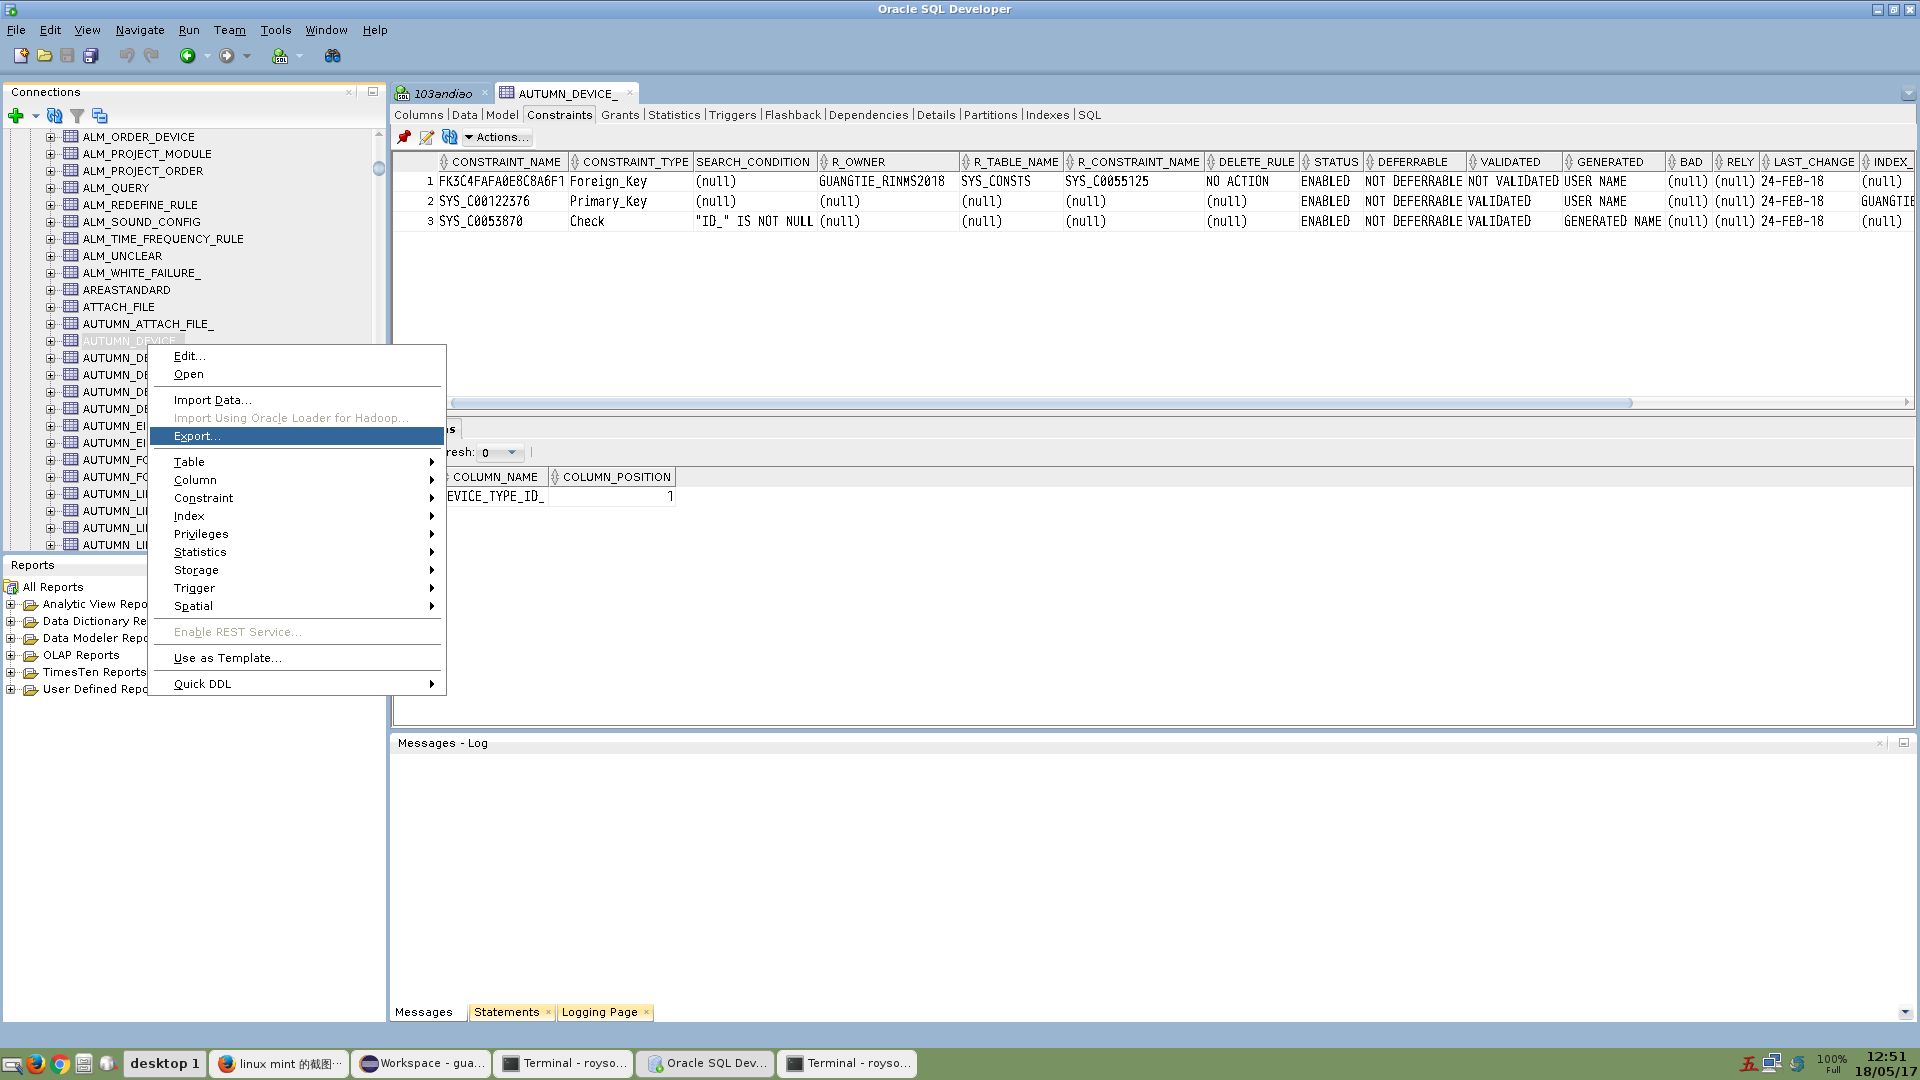 Oracle SQL Developer
File Edit View Navigate Run Team Tools Window Help
Connections
ALM_ORDER_DEVICE
ALM_PROJECT_MODULE
ALM_PROJECT_ORDER
ALM_QUERY
ALM_REDEFINE_RULE
ALM_SOUND_CONFIG
ALM_TIME_FREQUENCY_RULE
ALM_UNCLEAR
ALM_WHITE_FAILURE_
AREASTANDARD
ATTACH_FILE
AUTUMN_ATTACH_FILE_
AUTUMN_DEVICE_
AUTUMN_DE
AUTUMN_DE
AUTUMN_DE
AUTUMN_DE
AUTUMN_EI
AUTUMN_EI
AUTUMN_FO
AUTUMN_FO
AUTUMN_LI
AUTUMN_LI
AUTUMN_LI
AUTUMN_LI
Edit...
Open
Import Data...
Import Using Oracle Loader for Hadoop...
Export...
Table
Column
Constraint
Index
Privileges
Statistics
Storage
Trigger
Spatial
Enable REST Service...
Use as Template...
Quick DDL
Reports
All Reports
Analytic View Repo
Data Dictionary Re
Data Modeler Repo
OLAP Reports
TimesTen Reports
User Defined Repo
103andiao AUTUMN_DEVICE_
Columns Data Model Constraints Grants Statistics Triggers Flashback Dependencies Details Partitions Indexes SQL
Actions...
CONSTRAINT_NAME CONSTRAINT_TYPE SEARCH_CONDITION R_OWNER R_TABLE_NAME R_CONSTRAINT_NAME DELETE_RULE STATUS DEFERRABLE VALIDATED GENERATED BAD RELY LAST_CHANGE INDEX_
1 FK3C4FAFA0E8C8A6F1 Foreign_Key (null) GUANGTIE_RINMS2018 SYS_CONSTS SYS_C0055125 NO ACTION ENABLED NOT DEFERRABLE NOT VALIDATED USER NAME (null) (null) 24-FEB-18 (null)
2 SYS_C00122376 Primary_Key (null) (null) (null) (null) (null) ENABLED NOT DEFERRABLE VALIDATED USER NAME (null) (null) 24-FEB-18 GUANGTIE
3 SYS_C0053870 Check "ID_" IS NOT NULL (null) (null) (null) (null) ENABLED NOT DEFERRABLE VALIDATED GENERATED NAME (null) (null) 24-FEB-18 (null)
ns
resh: 0
COLUMN_NAME COLUMN_POSITION
EVICE_TYPE_ID_ 1
Messages - Log
Messages Statements Logging Page
desktop 1 linux mint 的截图... Workspace - gua... Terminal - royso... Oracle SQL Dev... Terminal - royso... 五 100% Full 12:51 18/05/17